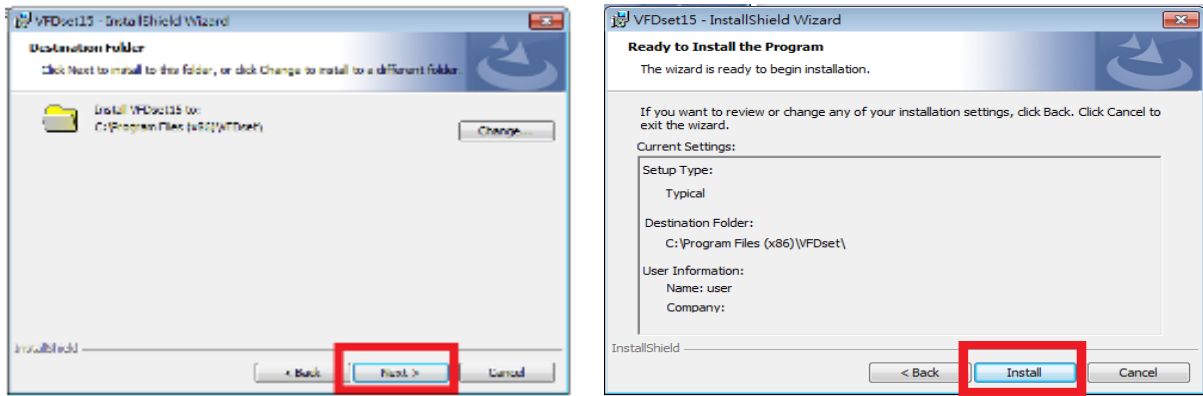 VFDset15 - InstallShield Wizard
Destination Folder
Click Next to install to this folder, or click Change to install to a different folder.
Install VFDset15 to:
C:\Program Files (x86)\VFDset\
Change...
InstallShield
< Back
Next >
Cancel
VFDset15 - InstallShield Wizard
Ready to Install the Program
The wizard is ready to begin installation.
If you want to review or change any of your installation settings, click Back. Click Cancel to
exit the wizard.
Current Settings:
Setup Type:
Typical
Destination Folder:
C:\Program Files (x86)\VFDset\
User Information:
Name: user
Company:
InstallShield
< Back
Install
Cancel